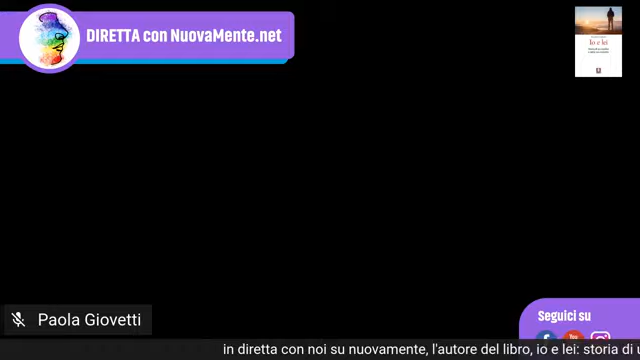 DIRETTA con NuovaMente.net
Io e lei
Paola Giovetti
Seguici su
in diretta con noi su nuovamente, l'autore del libro, io e lei: storia di u